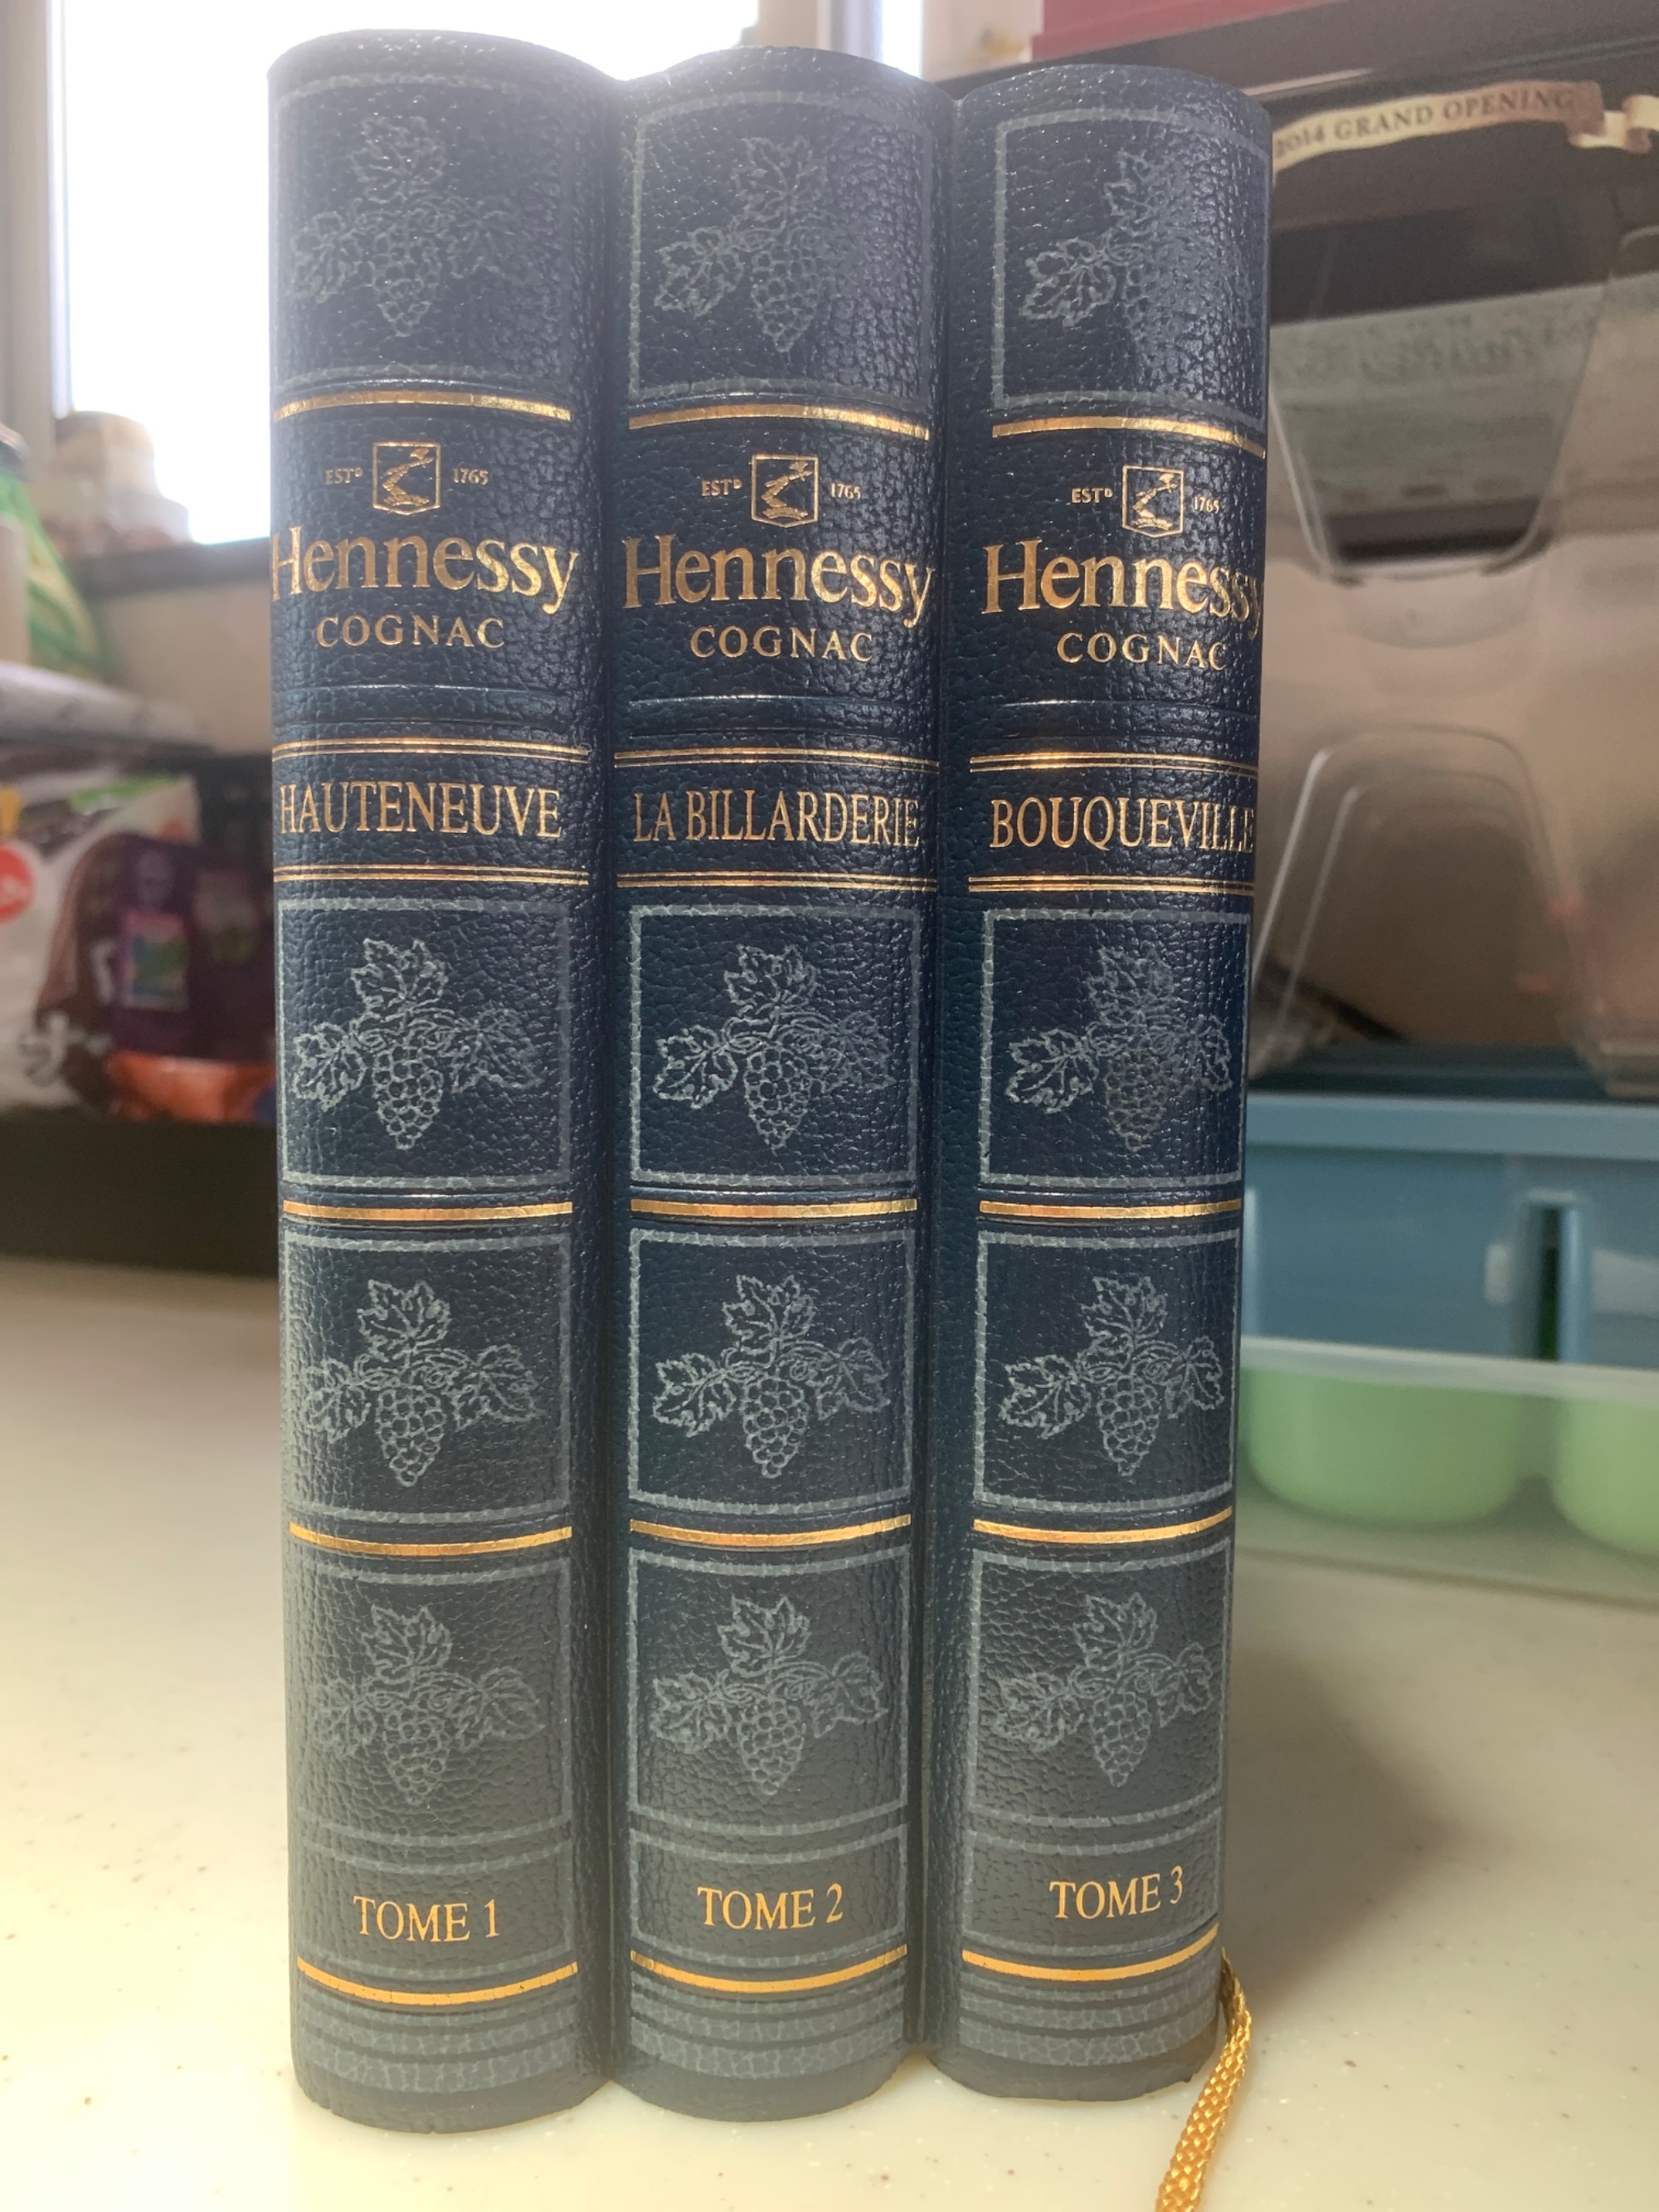 2014 GRAND OPENING
ESTD 1765
Hennessy
COGNAC
HAUTENEUVE
TOME 1
ESTD 1765
Hennessy
COGNAC
LA BILLARDERIE
TOME 2
ESTD 1765
Hennessy
COGNAC
BOUQUEVILLE
TOME 3